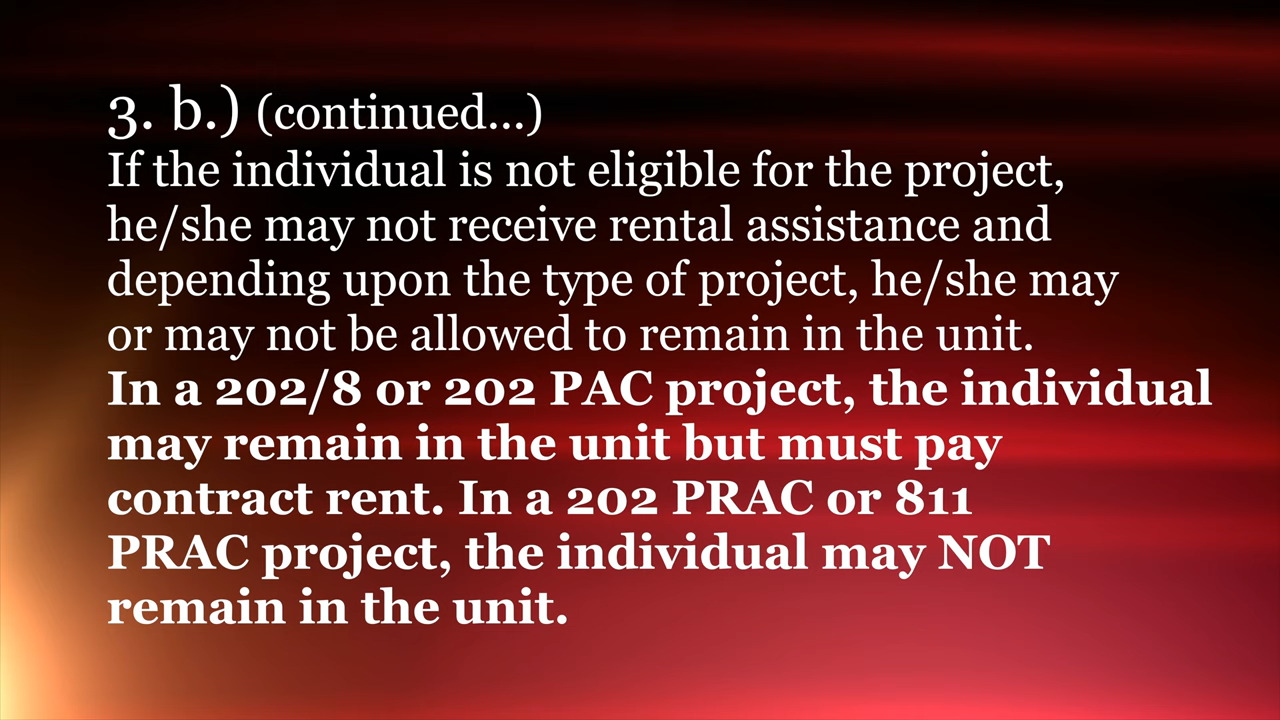 3. b.) (continued...)
If the individual is not eligible for the project,
he/she may not receive rental assistance and
depending upon the type of project, he/she may
or may not be allowed to remain in the unit.
In a 202/8 or 202 PAC project, the individual
may remain in the unit but must pay
contract rent. In a 202 PRAC or 811
PRAC project, the individual may NOT
remain in the unit.